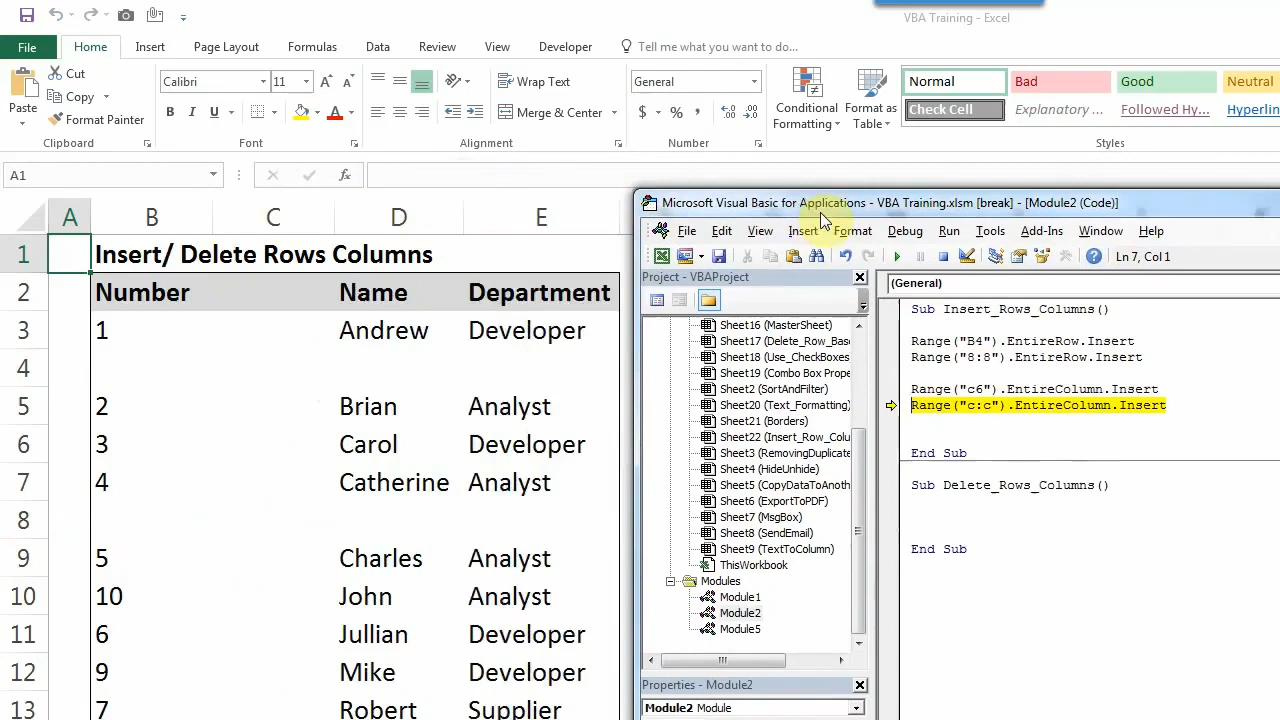 VBA Training - Excel
File Home Insert Page Layout Formulas Data Review View Developer Tell me what you want to do...
Paste
Cut
Copy
Format Painter
Clipboard
Calibri 11
B I U
Font
Wrap Text
Merge & Center
Alignment
General
$ % ,
Number
Conditional Formatting
Format as Table
Normal Bad Good Neutral
Check Cell Explanatory ... Followed Hy... Hyperlin
Styles
A1 fx
A B C D E
1 Insert/ Delete Rows Columns
2 Number Name Department
3 1 Andrew Developer
4
5 2 Brian Analyst
6 3 Carol Developer
7 4 Catherine Analyst
8
9 5 Charles Analyst
10 10 John Analyst
11 6 Jullian Developer
12 9 Mike Developer
13 7 Robert Supplier
Microsoft Visual Basic for Applications - VBA Training.xlsm [break] - [Module2 (Code)]
File Edit View Insert Format Debug Run Tools Add-Ins Window Help
Ln 7, Col 1
Project - VBAProject
Sheet16 (MasterSheet)
Sheet17 (Delete_Row_Base
Sheet18 (Use_CheckBoxes
Sheet19 (Combo Box Prope
Sheet2 (SortAndFilter)
Sheet20 (Text_Formatting)
Sheet21 (Borders)
Sheet22 (Insert_Row_Colu
Sheet3 (RemovingDuplicate
Sheet4 (HideUnhide)
Sheet5 (CopyDataToAnoth
Sheet6 (ExportToPDF)
Sheet7 (MsgBox)
Sheet8 (SendEmail)
Sheet9 (TextToColumn)
ThisWorkbook
Modules
Module1
Module2
Module5
Properties - Module2
Module2 Module
(General)
Sub Insert_Rows_Columns()
Range("B4").EntireRow.Insert
Range("8:8").EntireRow.Insert
Range("c6").EntireColumn.Insert
Range("c:c").EntireColumn.Insert
End Sub
Sub Delete_Rows_Columns()
End Sub